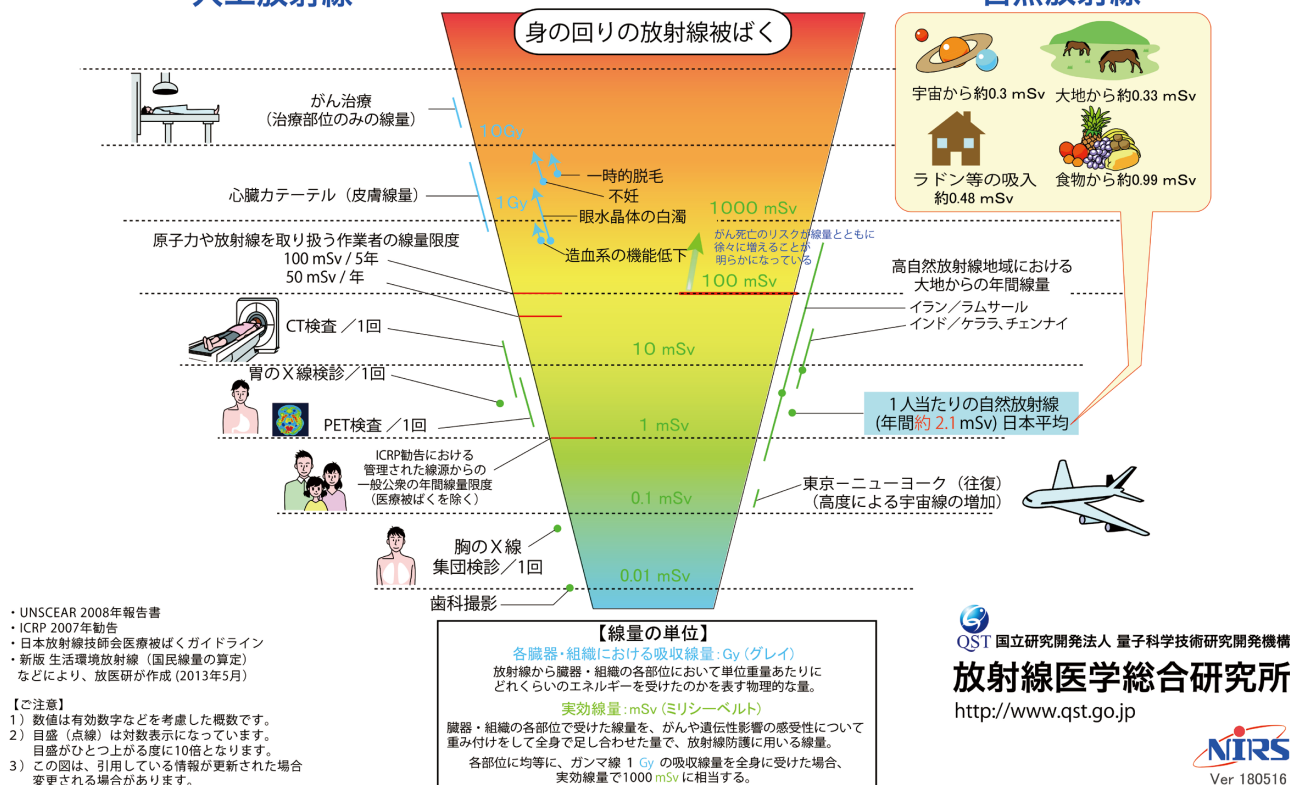 人工放射線
自然放射線
身の回りの放射線被ばく
がん治療
(治療部位のみの線量)
10Gy
心臓カテーテル（皮膚線量）
1Gy
一時的脱毛
不妊
眼水晶体の白濁
造血系の機能低下
原子力や放射線を取り扱う作業者の線量限度
100 mSv / 5年
50 mSv / 年
1000 mSv
がん死亡のリスクが線量とともに
徐々に増えることが
明らかになっている
100 mSv
CT検査 ／1回
10 mSv
胃のX線検診／1回
PET検査 ／1回
1 mSv
ICRP勧告における
管理された線源からの
一般公衆の年間線量限度
（医療被ばくを除く）
0.1 mSv
胸のX線
集団検診／1回
0.01 mSv
歯科撮影
宇宙から約0.3 mSv
大地から約0.33 mSv
ラドン等の吸入
約0.48 mSv
食物から約0.99 mSv
高自然放射線地域における
大地からの年間線量
イラン／ラムサール
インド／ケララ、チェンナイ
1人当たりの自然放射線
(年間約 2.1 mSv) 日本平均
東京ーニューヨーク（往復）
（高度による宇宙線の増加）
・UNSCEAR 2008年報告書
・ICRP 2007年勧告
・日本放射線技師会医療被ばくガイドライン
・新版 生活環境放射線（国民線量の算定）
などにより、放医研が作成 (2013年5月)
【ご注意】
1）数値は有効数字などを考慮した概数です。
2）目盛（点線）は対数表示になっています。
目盛がひとつ上がる度に10倍となります。
3）この図は、引用している情報が更新された場合
変更される場合があります。
【線量の単位】
各臓器・組織における吸収線量：Gy（グレイ）
放射線から臓器・組織の各部位において単位重量あたりに
どれくらいのエネルギーを受けたのかを表す物理的な量。
実効線量：mSv（ミリシーベルト）
臓器・組織の各部位で受けた線量を、がんや遺伝性影響の感受性について
重み付けをして全身で足し合わせた量で、放射線防護に用いる線量。
各部位に均等に、ガンマ線 1 Gy の吸収線量を全身に受けた場合、
実効線量で1000 mSv に相当する。
QST 国立研究開発法人 量子科学技術研究開発機構
放射線医学総合研究所
http://www.qst.go.jp
NIRS
Ver 180516